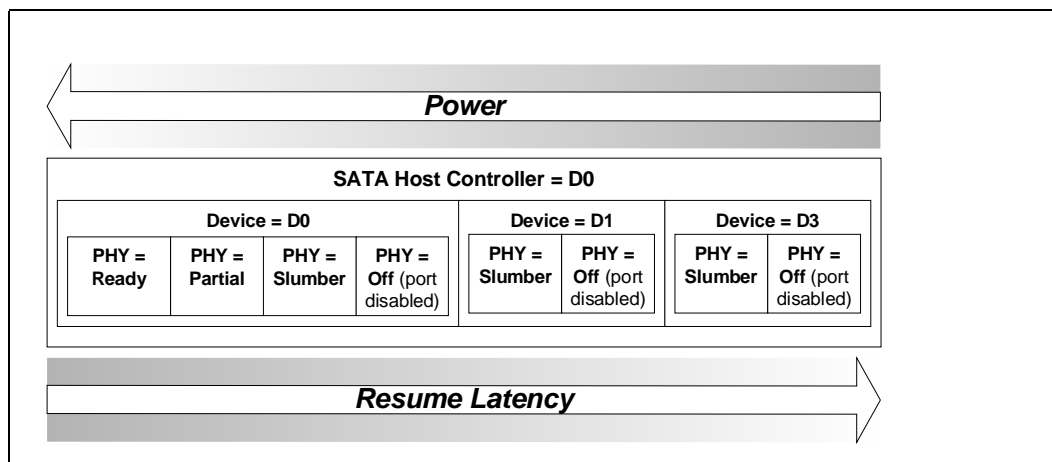 Power
SATA Host Controller = D0
Device = D0
Device = D1
Device = D3
PHY =
Ready
PHY =
Partial
PHY =
Slumber
PHY =
Off (port
disabled)
PHY =
Slumber
PHY =
Off (port
disabled)
PHY =
Slumber
PHY =
Off (port
disabled)
Resume Latency